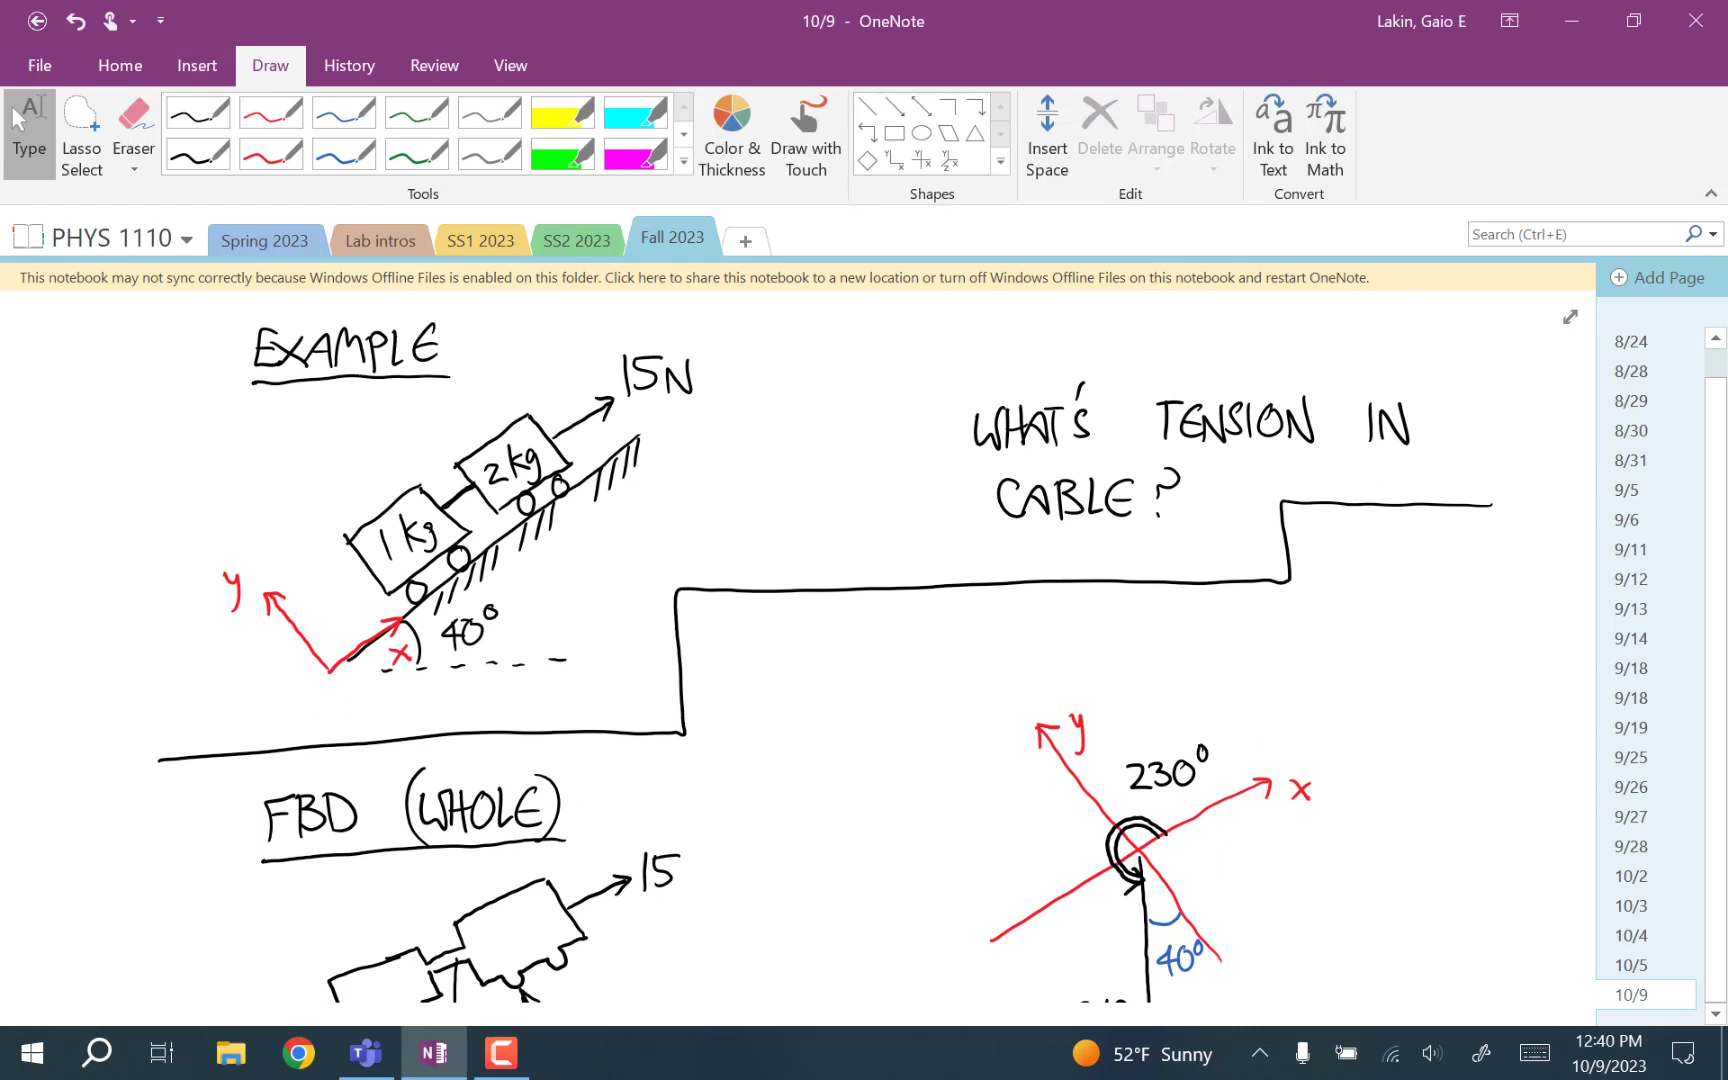 10/9 - OneNote
Lakin, Gaio E
File Home Insert Draw History Review View
Type
Lasso Select
Eraser
Color & Thickness
Draw with Touch
Insert Space
Delete
Arrange
Rotate
Ink to Text
Ink to Math
Tools
Shapes
Edit
Convert
PHYS 1110
Spring 2023
Lab intros
SS1 2023
SS2 2023
Fall 2023
Search (Ctrl+E)
This notebook may not sync correctly because Windows Offline Files is enabled on this folder. Click here to share this notebook to a new location or turn off Windows Offline Files on this notebook and restart OneNote.
Add Page
EXAMPLE
15N
2kg
1kg
y
x
40°
WHAT'S TENSION IN
CABLE?
FBD (WHOLE)
15
y
230°
x
40°
8/24
8/28
8/29
8/30
8/31
9/5
9/6
9/11
9/12
9/13
9/14
9/18
9/18
9/19
9/25
9/26
9/27
9/28
10/2
10/3
10/4
10/5
10/9
52°F Sunny
12:40 PM
10/9/2023